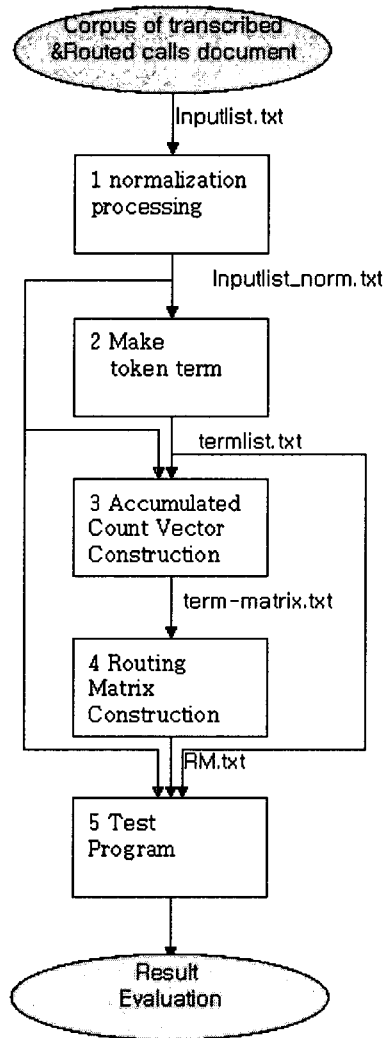 Corpus of transcribed
&Routed calls document
Inputlist.txt
1 normalization
processing
Inputlist_norm.txt
2 Make
token term
termlist.txt
3 Accumulated
Count Vector
Construction
term-matrix.txt
4 Routing
Matrix
Construction
RM.txt
5 Test
Program
Result
Evaluation